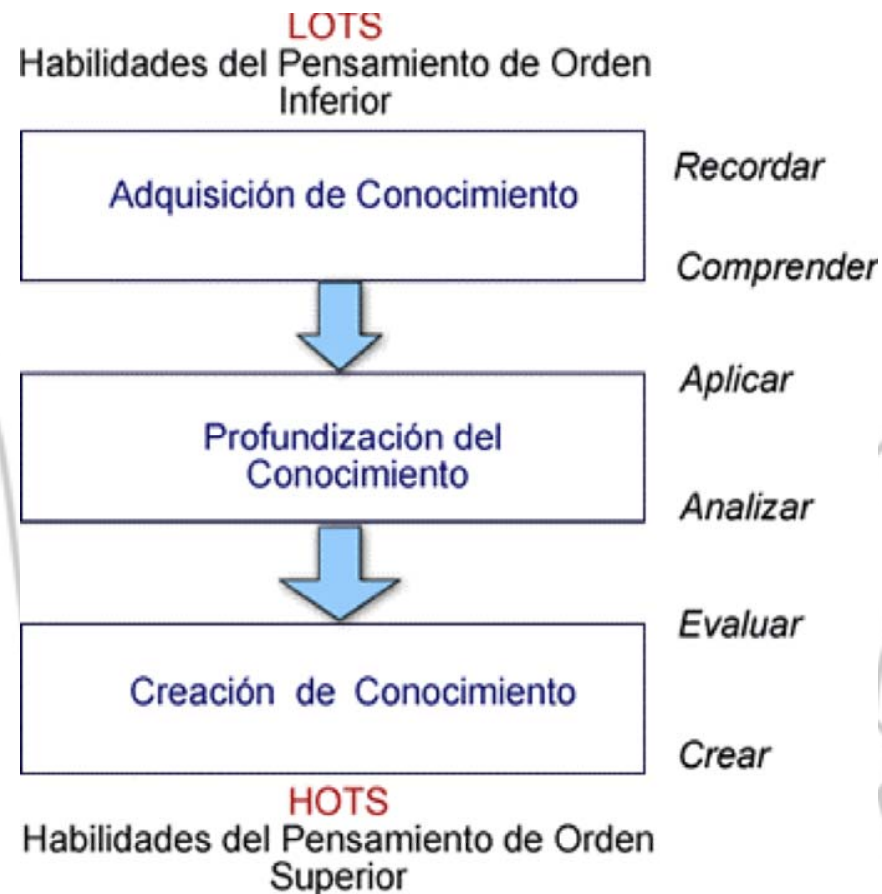 LOTS
Habilidades del Pensamiento de Orden
Inferior
Adquisición de Conocimiento
Recordar
Comprender
Profundización del
Conocimiento
Aplicar
Analizar
Creación de Conocimiento
Evaluar
Crear
HOTS
Habilidades del Pensamiento de Orden
Superior